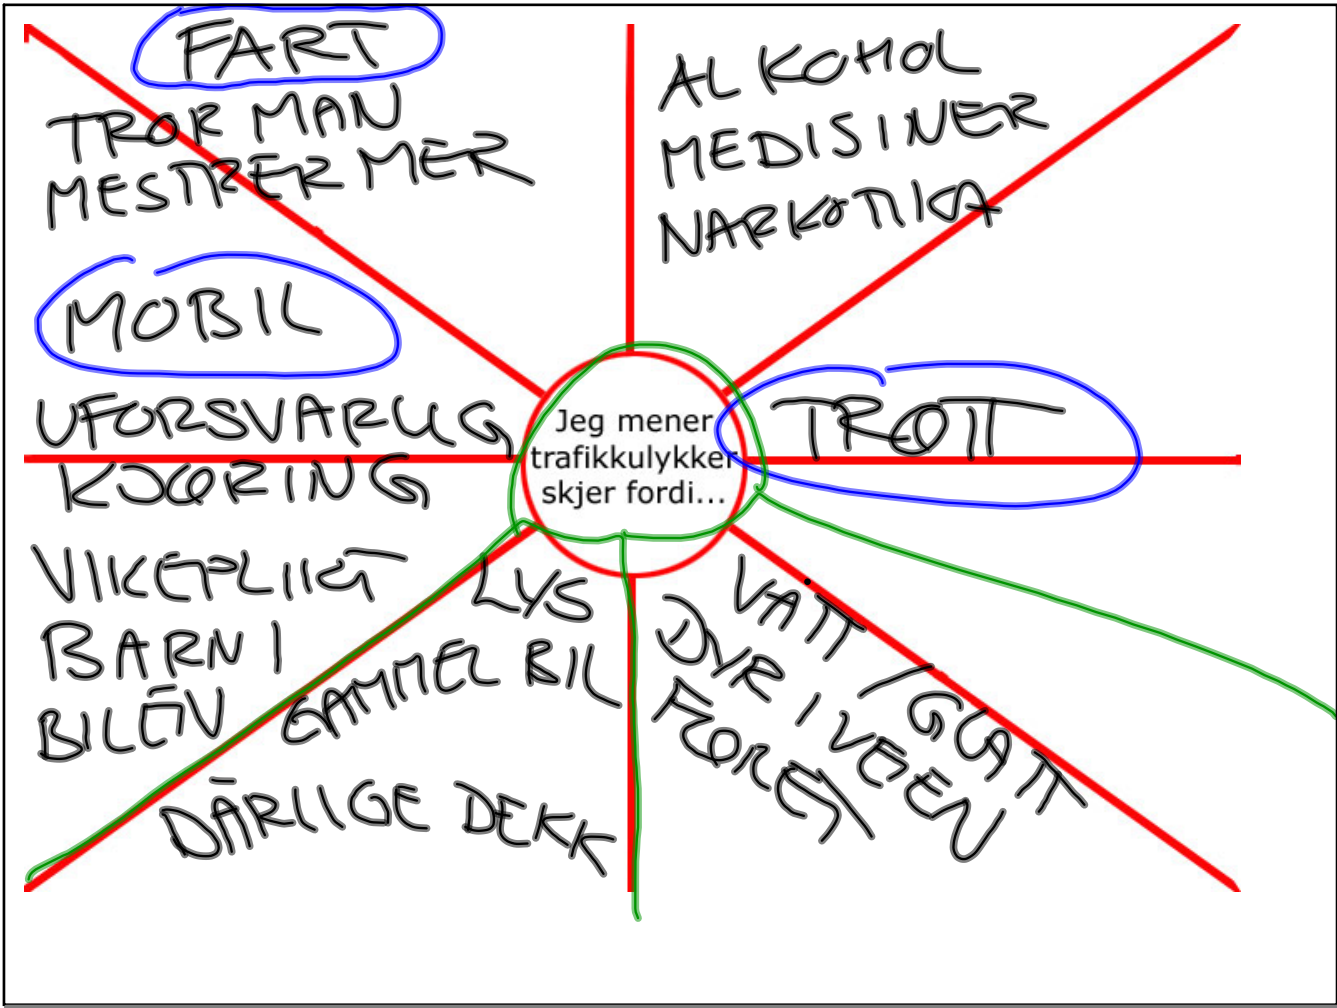 FART
TROR MAN
MESTRER MER
MOBIL
UFORSVARLIG
KJØRING
VIKEPLIKT
BARN I
BILEN
ALKOHOL
MEDISINER
NARKOTIKA
TRØTT
Jeg mener
trafikkulykker
skjer fordi...
LYS
GAMMEL BIL
DÅRLIGE DEKK
VÅTT / GLATT
DYR I VEGEN
FØRET